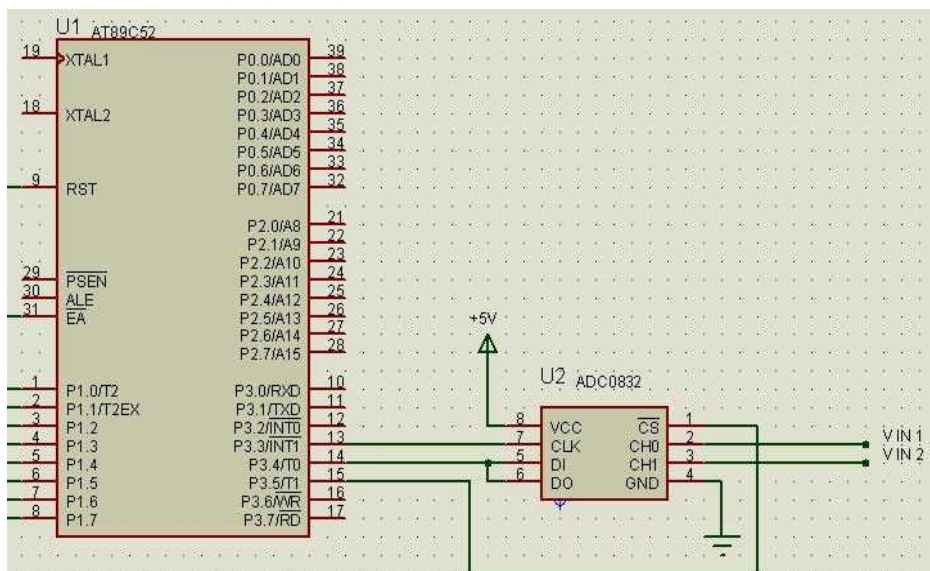 U1 AT89C52
19 XTAL1 P0.0/AD0 39
P0.1/AD1 38
P0.2/AD2 37
18 XTAL2 P0.3/AD3 36
P0.4/AD4 35
P0.5/AD5 34
P0.6/AD6 33
9 RST P0.7/AD7 32
P2.0/A8 21
P2.1/A9 22
P2.2/A10 23
29 PSEN P2.3/A11 24
30 ALE P2.4/A12 25
31 EA P2.5/A13 26
P2.6/A14 27
P2.7/A15 28
1 P1.0/T2 P3.0/RXD 10
2 P1.1/T2EX P3.1/TXD 11
3 P1.2 P3.2/INT0 12
4 P1.3 P3.3/INT1 13
5 P1.4 P3.4/T0 14
6 P1.5 P3.5/T1 15
7 P1.6 P3.6/WR 16
8 P1.7 P3.7/RD 17
+5V
U2 ADC0832
8 VCC CS 1
7 CLK CH0 2
5 DI CH1 3
6 DO GND 4
V IN 1
V IN 2